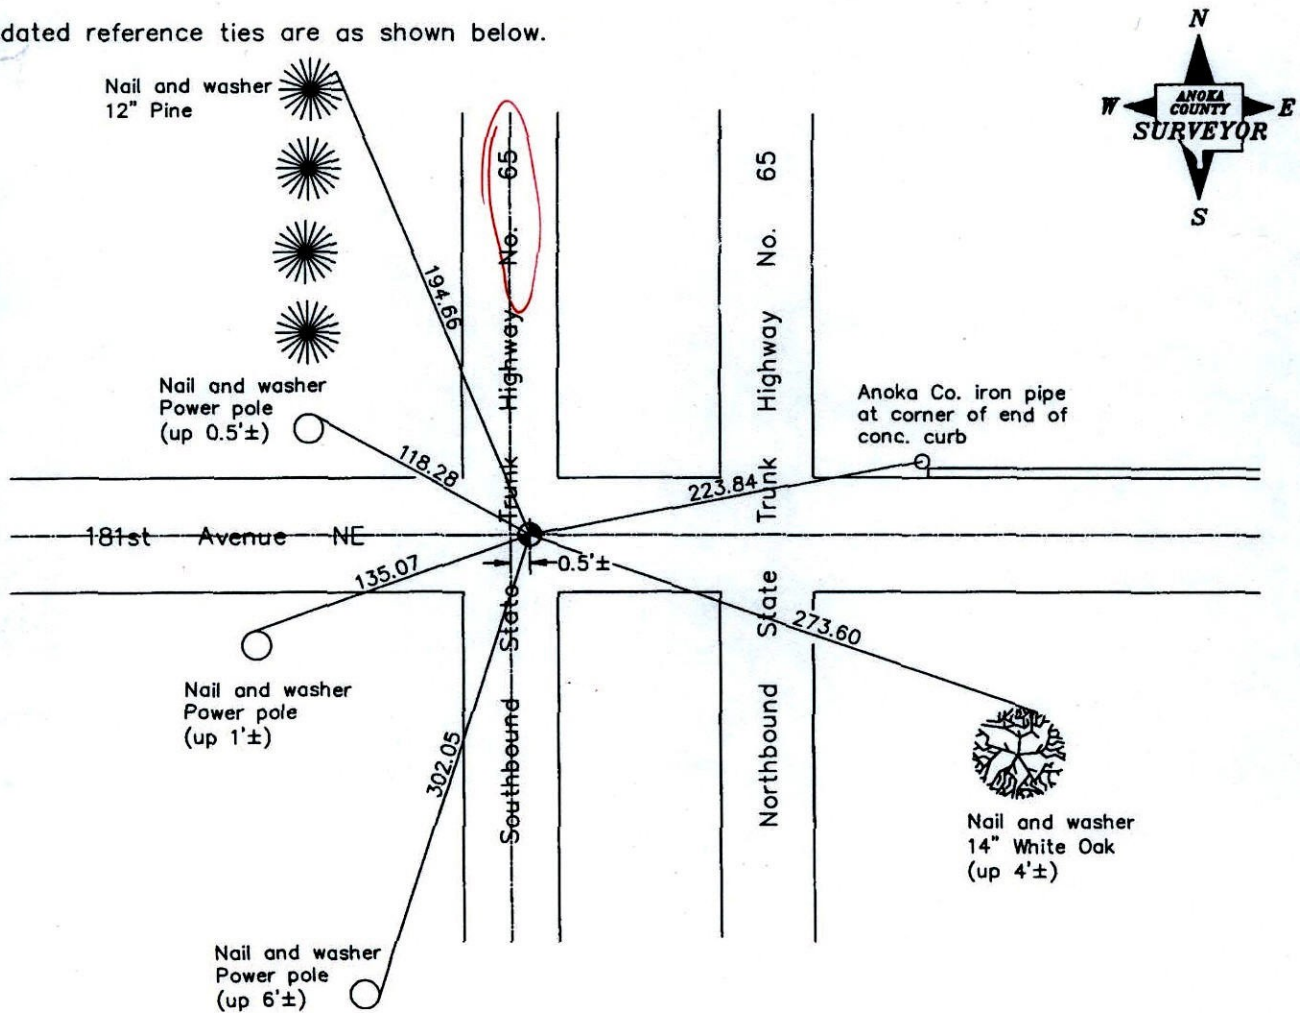 dated reference ties are as shown below.
N
W
ANOKA
COUNTY
E
SURVEYOR
S
Nail and washer
12" Pine
194.66
Southbound State Trunk Highway No. 65
Northbound State Trunk Highway No. 65
Nail and washer
Power pole
(up 0.5'±)
118.28
Anoka Co. iron pipe
at corner of end of
conc. curb
223.84
181st Avenue NE
0.5'±
135.07
273.60
Nail and washer
Power pole
(up 1'±)
302.05
Nail and washer
14" White Oak
(up 4'±)
Nail and washer
Power pole
(up 6'±)